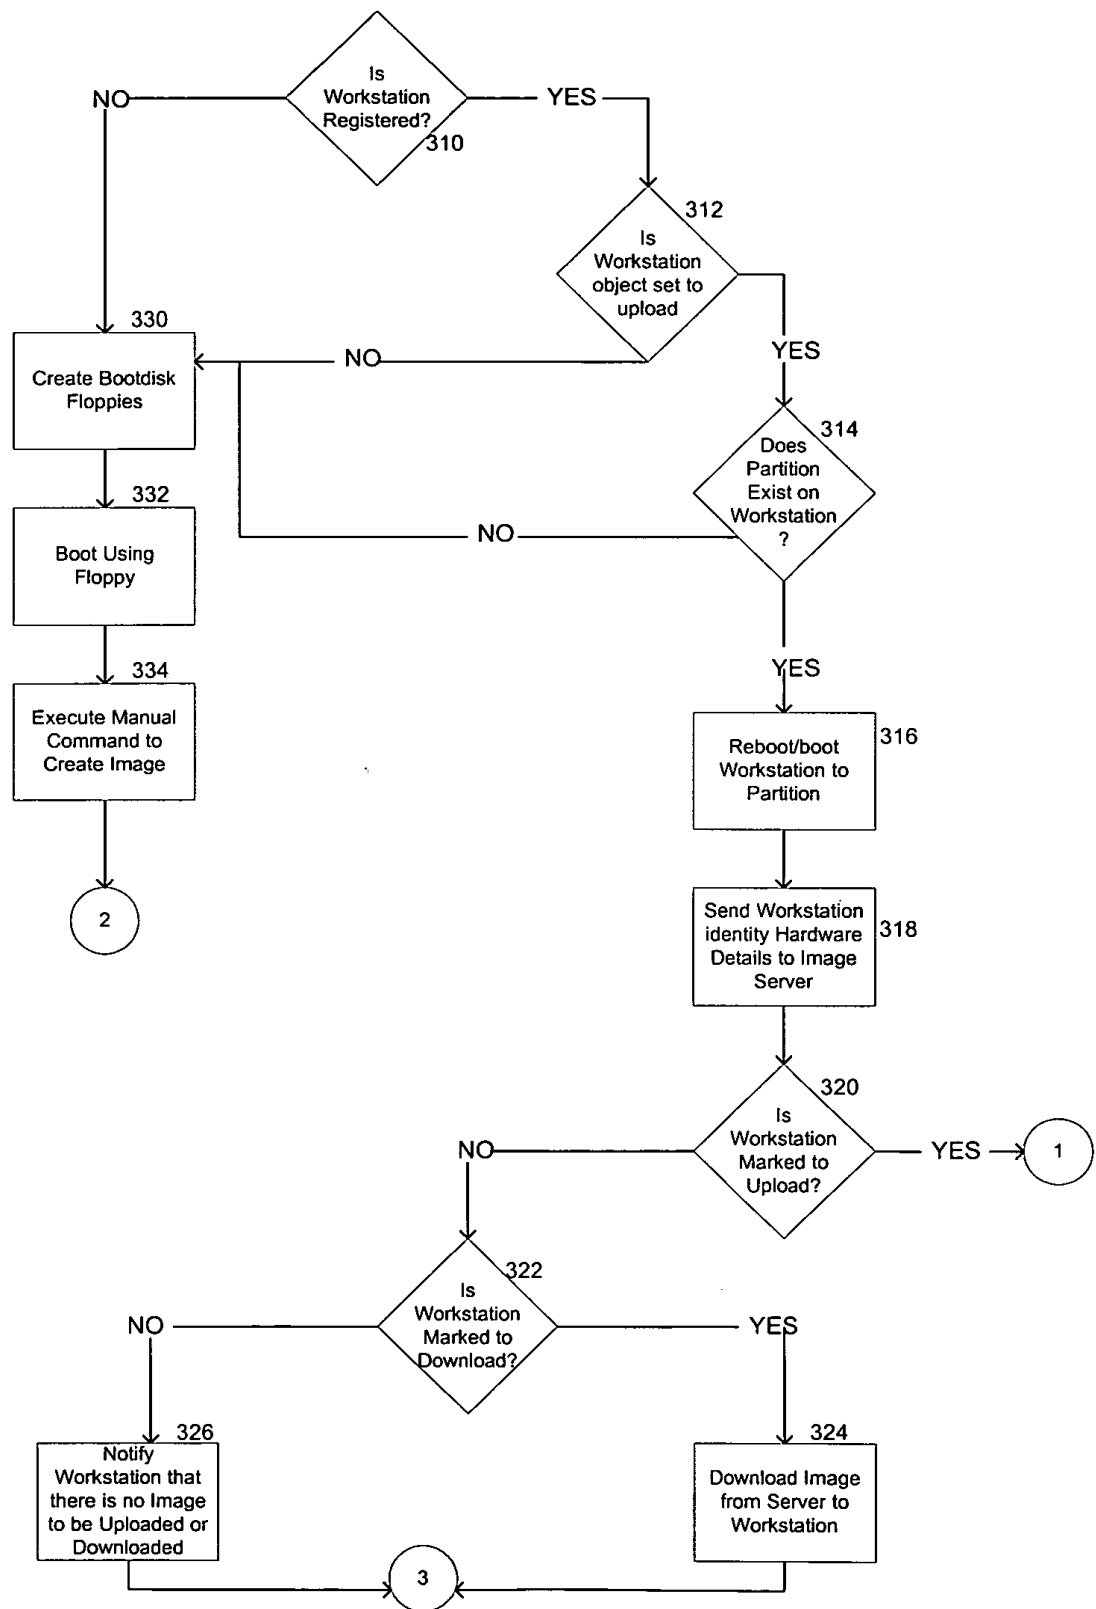 Is
Workstation
Registered?
310
NO
YES
312
Is
Workstation
object set to
upload
330
Create Bootdisk
Floppies
NO
YES
314
Does
Partition
Exist on
Workstation
?
332
Boot Using
Floppy
NO
334
Execute Manual
Command to
Create Image
YES
316
Reboot/boot
Workstation to
Partition
2
Send Workstation
identity Hardware
Details to Image
Server
318
320
Is
Workstation
Marked to
Upload?
NO
YES
1
322
Is
Workstation
Marked to
Download?
NO
YES
326
Notify
Workstation that
there is no Image
to be Uploaded or
Downloaded
324
Download Image
from Server to
Workstation
3